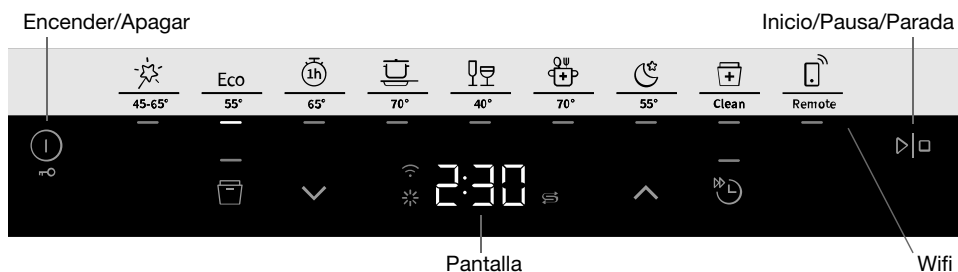 Encender/Apagar
Inicio/Pausa/Parada
Eco
1h
45-65°
55°
65°
70°
40°
70°
55°
Clean
Remote
2:30
Pantalla
Wifi